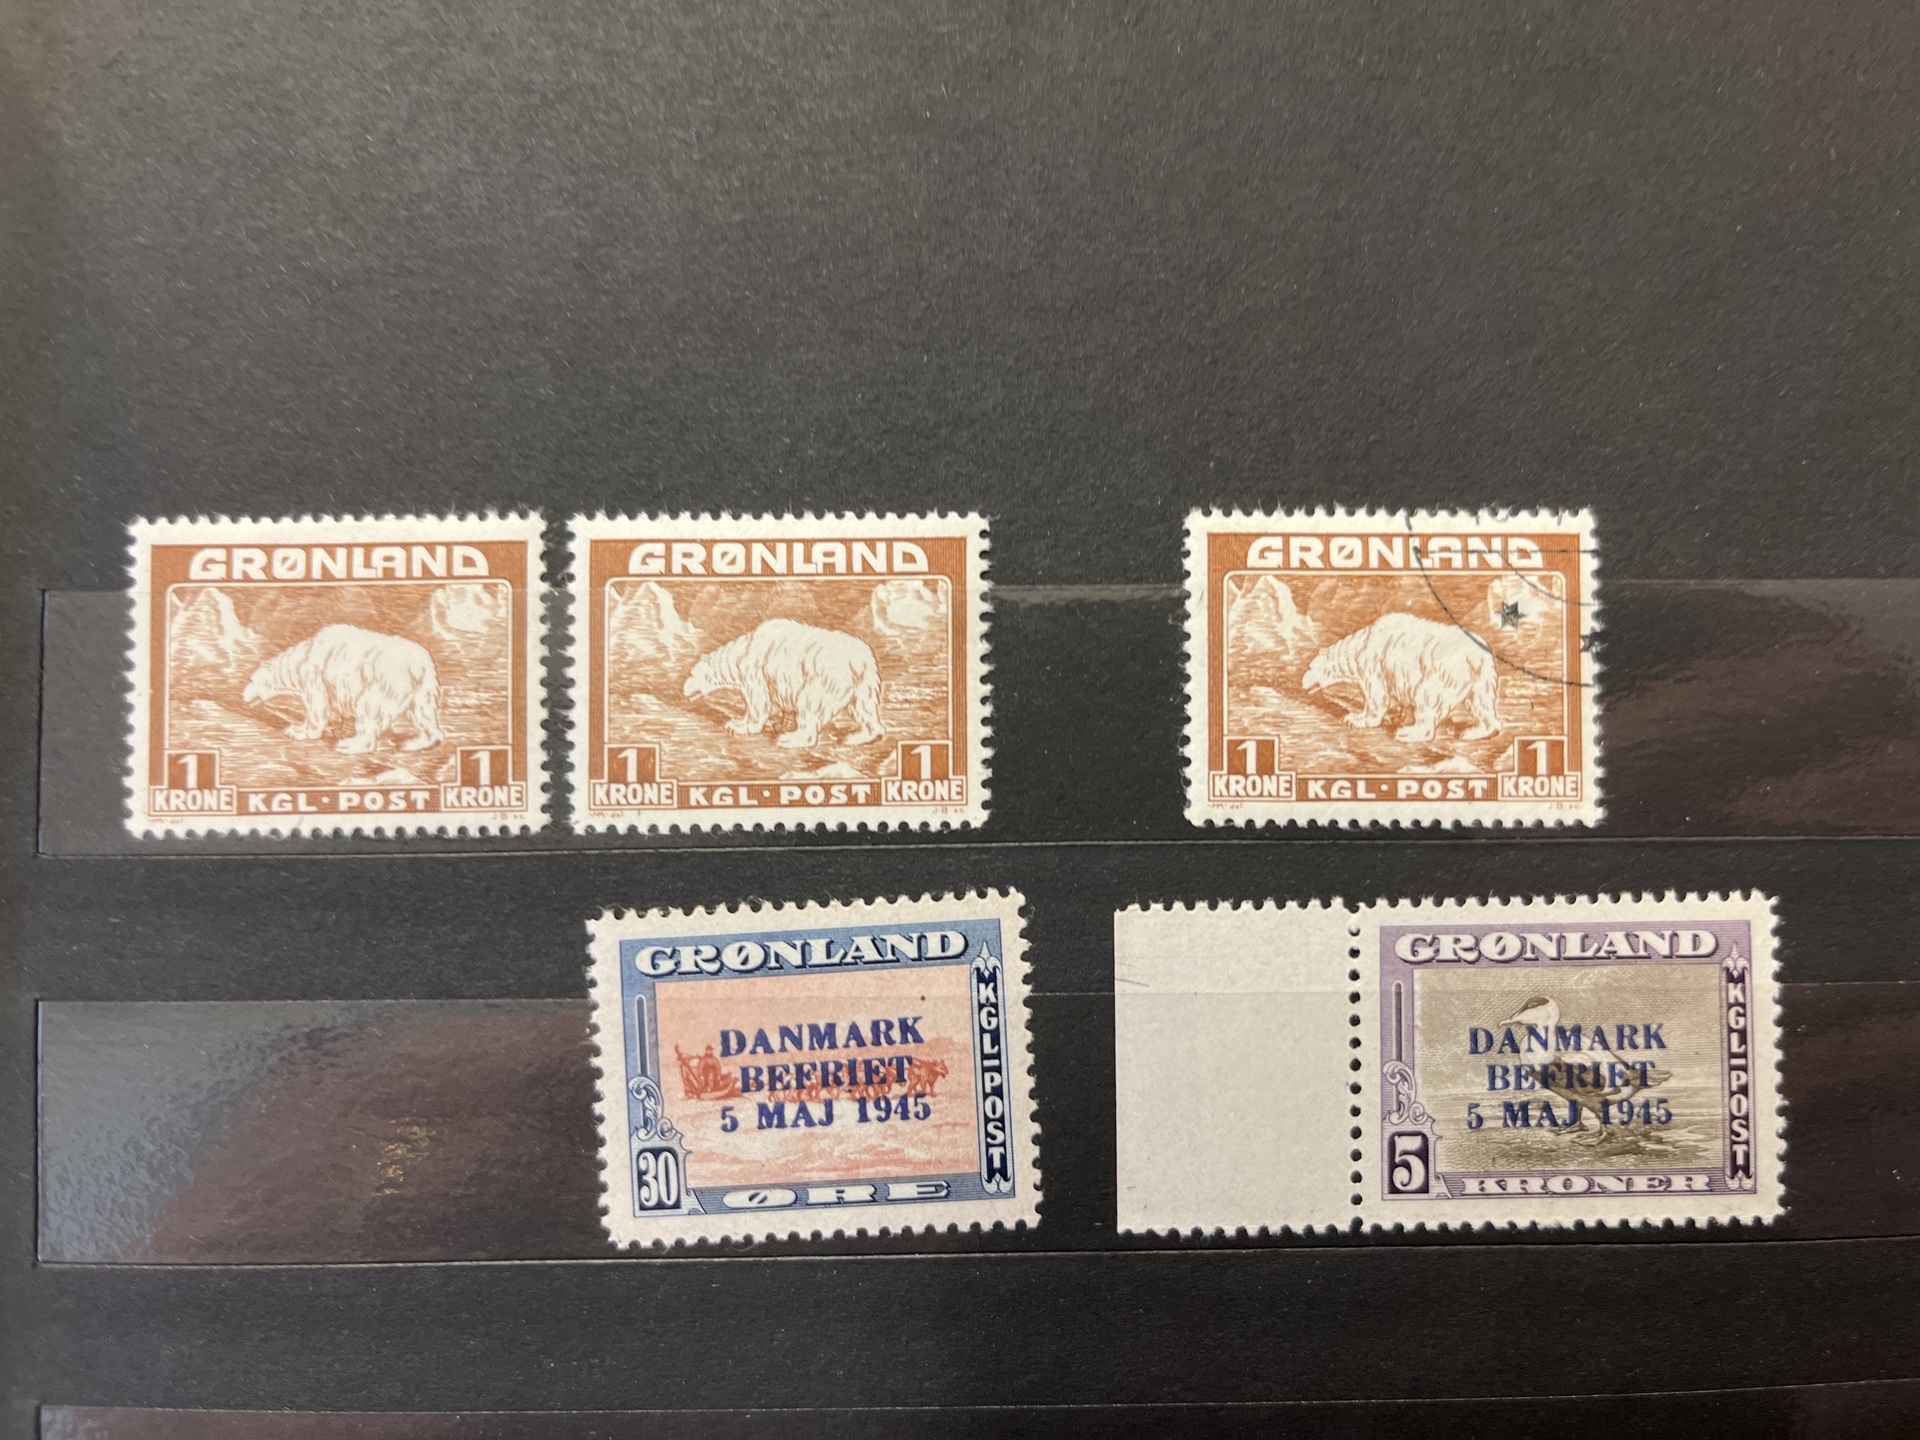 GRØNLAND
1 KRONE KGL·POST 1 KRONE
GRØNLAND
1 KRONE KGL·POST 1 KRONE
GRØNLAND
1 KRONE KGL·POST 1 KRONE
GRØNLAND
KGL-POST
DANMARK
BEFRIET
5 MAJ 1945
30 ØRE
GRØNLAND
KGL-POST
DANMARK
BEFRIET
5 MAJ 1945
5 KRONER